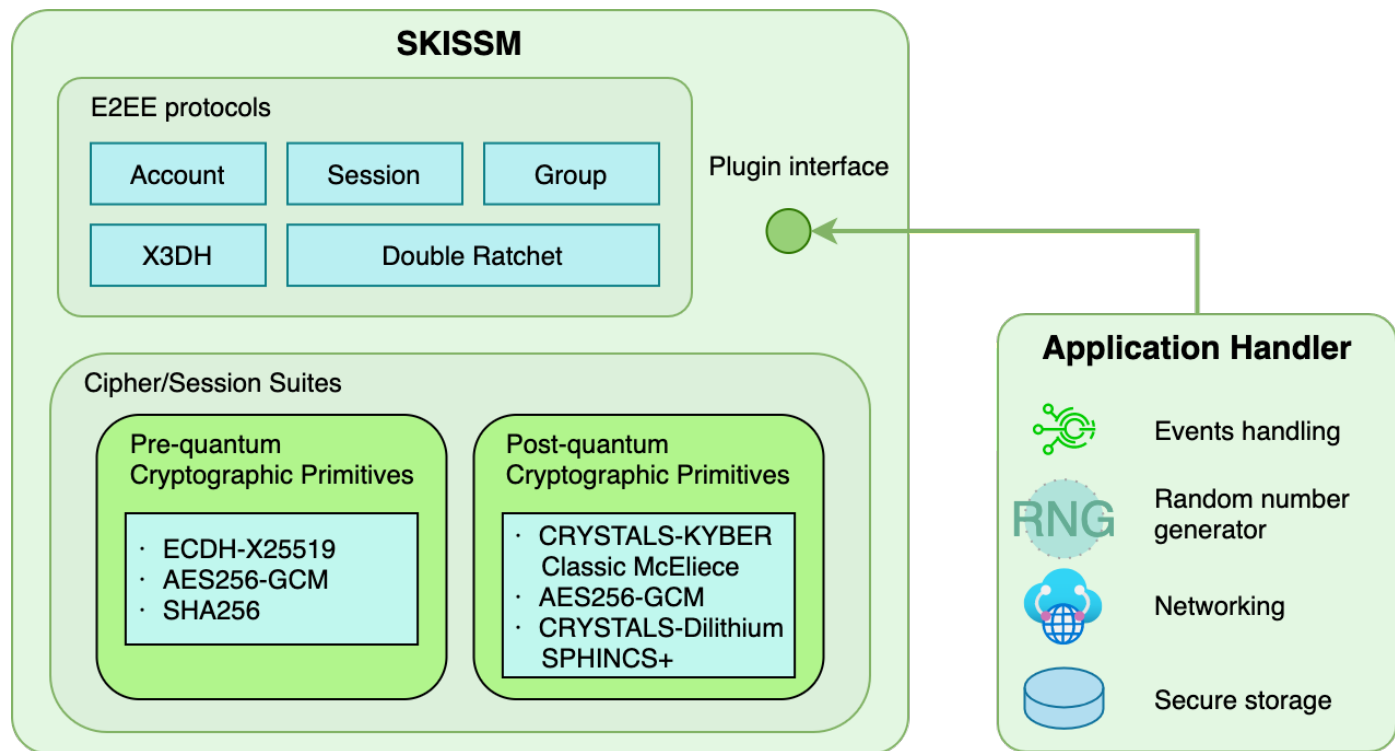 SKISSM
E2EE protocols
Account
Session
Group
X3DH
Double Ratchet
Plugin interface
Cipher/Session Suites
Pre-quantum
Cryptographic Primitives
· ECDH-X25519
· AES256-GCM
· SHA256
Post-quantum
Cryptographic Primitives
· CRYSTALS-KYBER
Classic McEliece
· AES256-GCM
· CRYSTALS-Dilithium
SPHINCS+
Application Handler
Events handling
RNG
Random number
generator
Networking
Secure storage